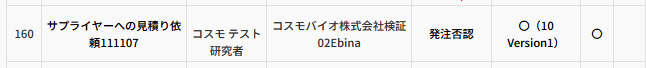 160
サプライヤーへの見積り依
頼111107
コスモ テスト
研究者
コスモバイオ株式会社検証
02Ebina
発注否認
〇（10
Version1）
〇